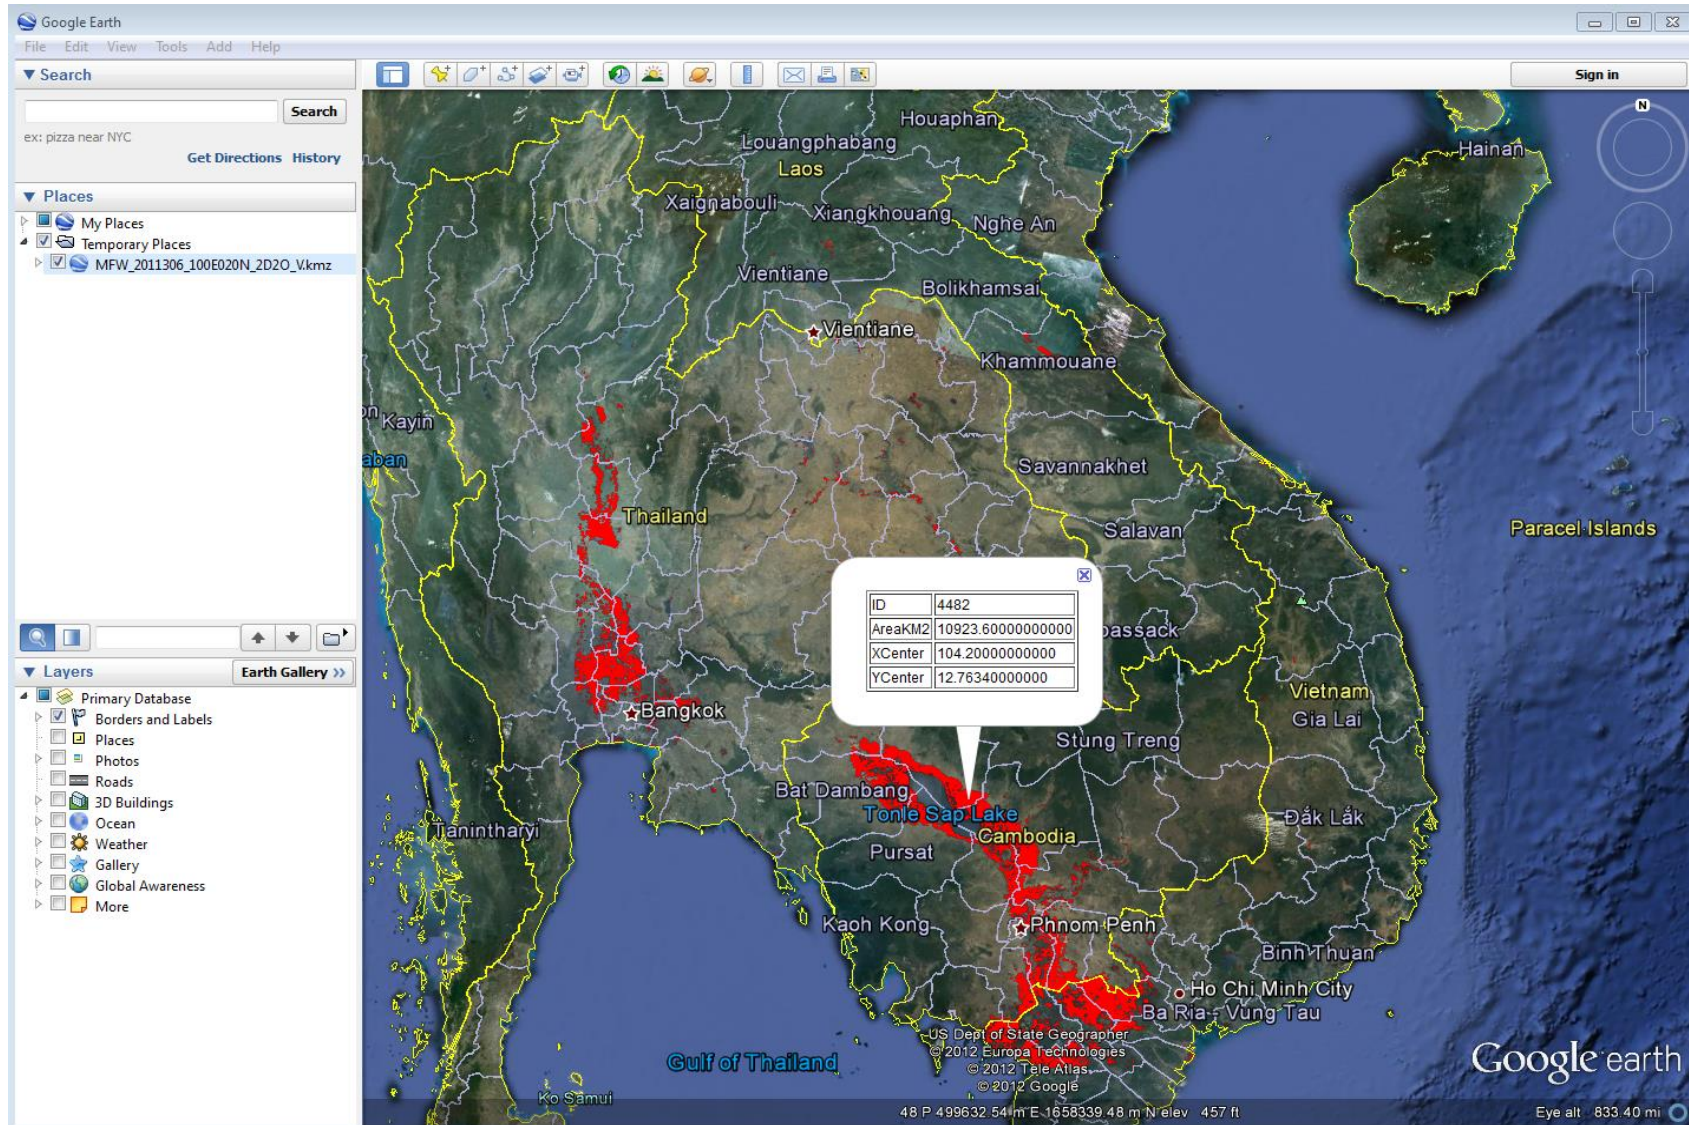 Google Earth
File Edit View Tools Add Help
Search
Search
ex: pizza near NYC
Get Directions History
Places
My Places
Temporary Places
MFW_2011306_100E020N_2D2O_V.kmz
Layers
Earth Gallery >>
Primary Database
Borders and Labels
Places
Photos
Roads
3D Buildings
Ocean
Weather
Gallery
Global Awareness
More
Sign in
N
Houaphan
Louangphabang
Laos
Hainan
Xaignabouli
Xiangkhouang
Nghe An
Vientiane
Bolikhamsai
Vientiane
Khammouane
Kayin
aban
Savannakhet
Thailand
Salavan
Paracel Islands
ID 4482
AreaKM2 10923.60000000000
XCenter 104.20000000000
YCenter 12.76340000000
passack
Vietnam
Gia Lai
Bangkok
Stung Treng
Bat Dambang
Tonle Sap Lake
Đắk Lắk
Tanintharyi
Cambodia
Pursat
Kaoh Kong
Phnom Penh
Binh Thuan
Ho Chi Minh City
Ba Ria - Vung Tau
US Dept of State Geographer
© 2012 Europa Technologies
© 2012 Tele Atlas
© 2012 Google
Gulf of Thailand
Google earth
Ko Samui
48 P 499632.54 m E 1658339.48 m N elev 457 ft
Eye alt 833.40 mi